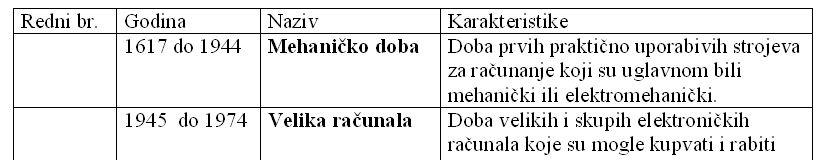 Redni br. Godina Naziv Karakteristike
1617 do 1944 Mehaničko doba Doba prvih praktično uporabivih strojeva
za računanje koji su uglavnom bili
mehanički ili elektromehanički.
1945 do 1974 Velika računala Doba velikih i skupih elektroničkih
računala koje su mogle kupvati i rabiti